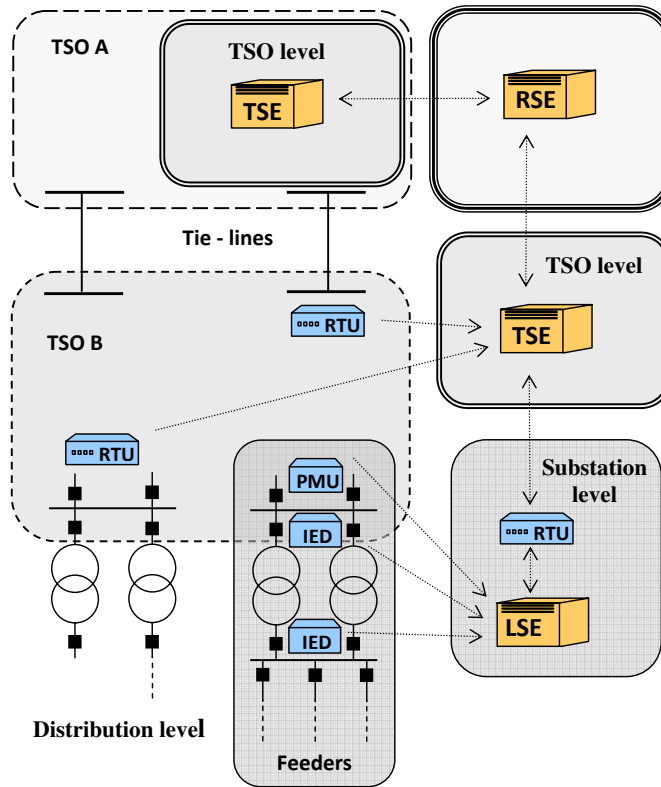 TSO A
TSO level
TSE
RSE
Tie - lines
TSO level
TSE
TSO B
RTU
RTU
Substation
level
PMU
RTU
IED
LSE
IED
Distribution level
Feeders